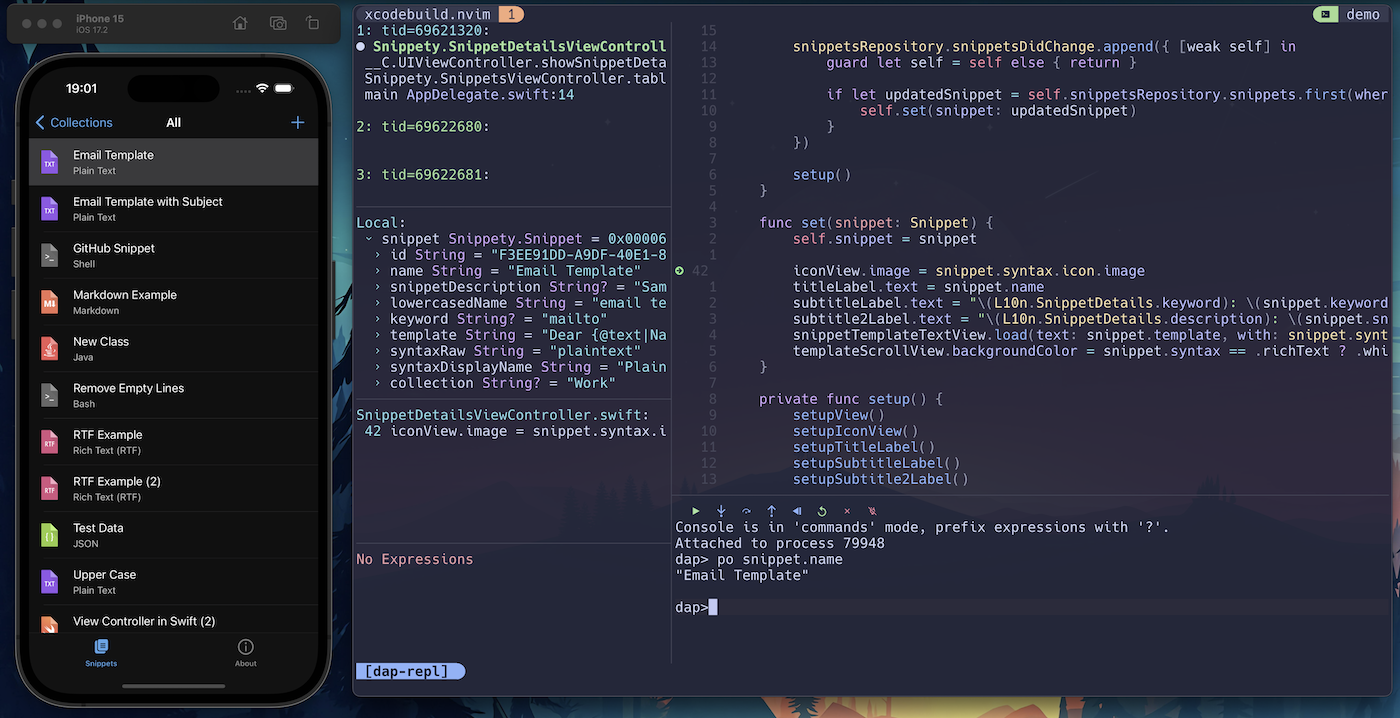 iPhone 15
iOS 17.2
19:01
Collections
All
Email Template
Plain Text
Email Template with Subject
Plain Text
GitHub Snippet
Shell
Markdown Example
Markdown
New Class
Java
Remove Empty Lines
Bash
RTF Example
Rich Text (RTF)
RTF Example (2)
Rich Text (RTF)
Test Data
JSON
Upper Case
Plain Text
View Controller in Swift (2)
Snippets
About
TXT
TXT
>_
M↓
>_
RTF
RTF
{ }
TXT
xcodebuild.nvim 1
demo
1: tid=69621320:
Snippety.SnippetDetailsViewControll
__C.UIViewController.showSnippetDeta
Snippety.SnippetsViewController.tabl
main AppDelegate.swift:14
2: tid=69622680:
3: tid=69622681:
Local:
snippet Snippety.Snippet = 0x00006
id String = "F3EE91DD-A9DF-40E1-8
name String = "Email Template"
snippetDescription String? = "Sam
lowercasedName String = "email te
keyword String? = "mailto"
template String = "Dear {@text|Na
syntaxRaw String = "plaintext"
syntaxDisplayName String = "Plain
collection String? = "Work"
SnippetDetailsViewController.swift:
42 iconView.image = snippet.syntax.i
No Expressions
[dap-repl]
15
14 snippetsRepository.snippetsDidChange.append({ [weak self] in
13 guard let self = self else { return }
12
11 if let updatedSnippet = self.snippetsRepository.snippets.first(wher
10 self.set(snippet: updatedSnippet)
9 }
8 })
7
6 setup()
5 }
4
3 func set(snippet: Snippet) {
2 self.snippet = snippet
1
42 iconView.image = snippet.syntax.icon.image
1 titleLabel.text = snippet.name
2 subtitleLabel.text = "\(L10n.SnippetDetails.keyword): \(snippet.keyword
3 subtitle2Label.text = "\(L10n.SnippetDetails.description): \(snippet.sn
4 snippetTemplateTextView.load(text: snippet.template, with: snippet.synt
5 templateScrollView.backgroundColor = snippet.syntax == .richText ? .whi
6 }
7
8 private func setup() {
9 setupView()
10 setupIconView()
11 setupTitleLabel()
12 setupSubtitleLabel()
13 setupSubtitle2Label()
Console is in 'commands' mode, prefix expressions with '?'.
Attached to process 79948
dap> po snippet.name
"Email Template"
dap>